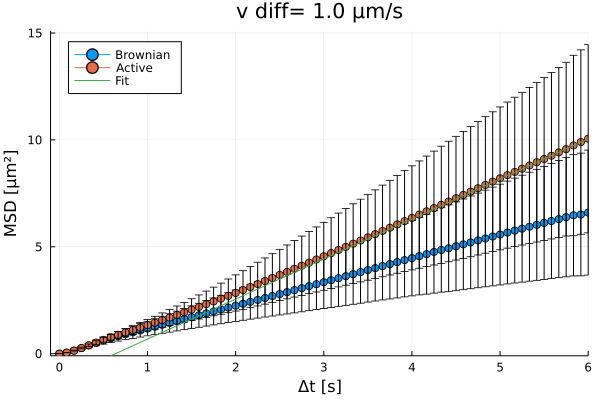 v diff= 1.0 μm/s
15
10
5
0
MSD [μm²]
Brownian
Active
Fit
0 1 2 3 4 5 6
Δt [s]